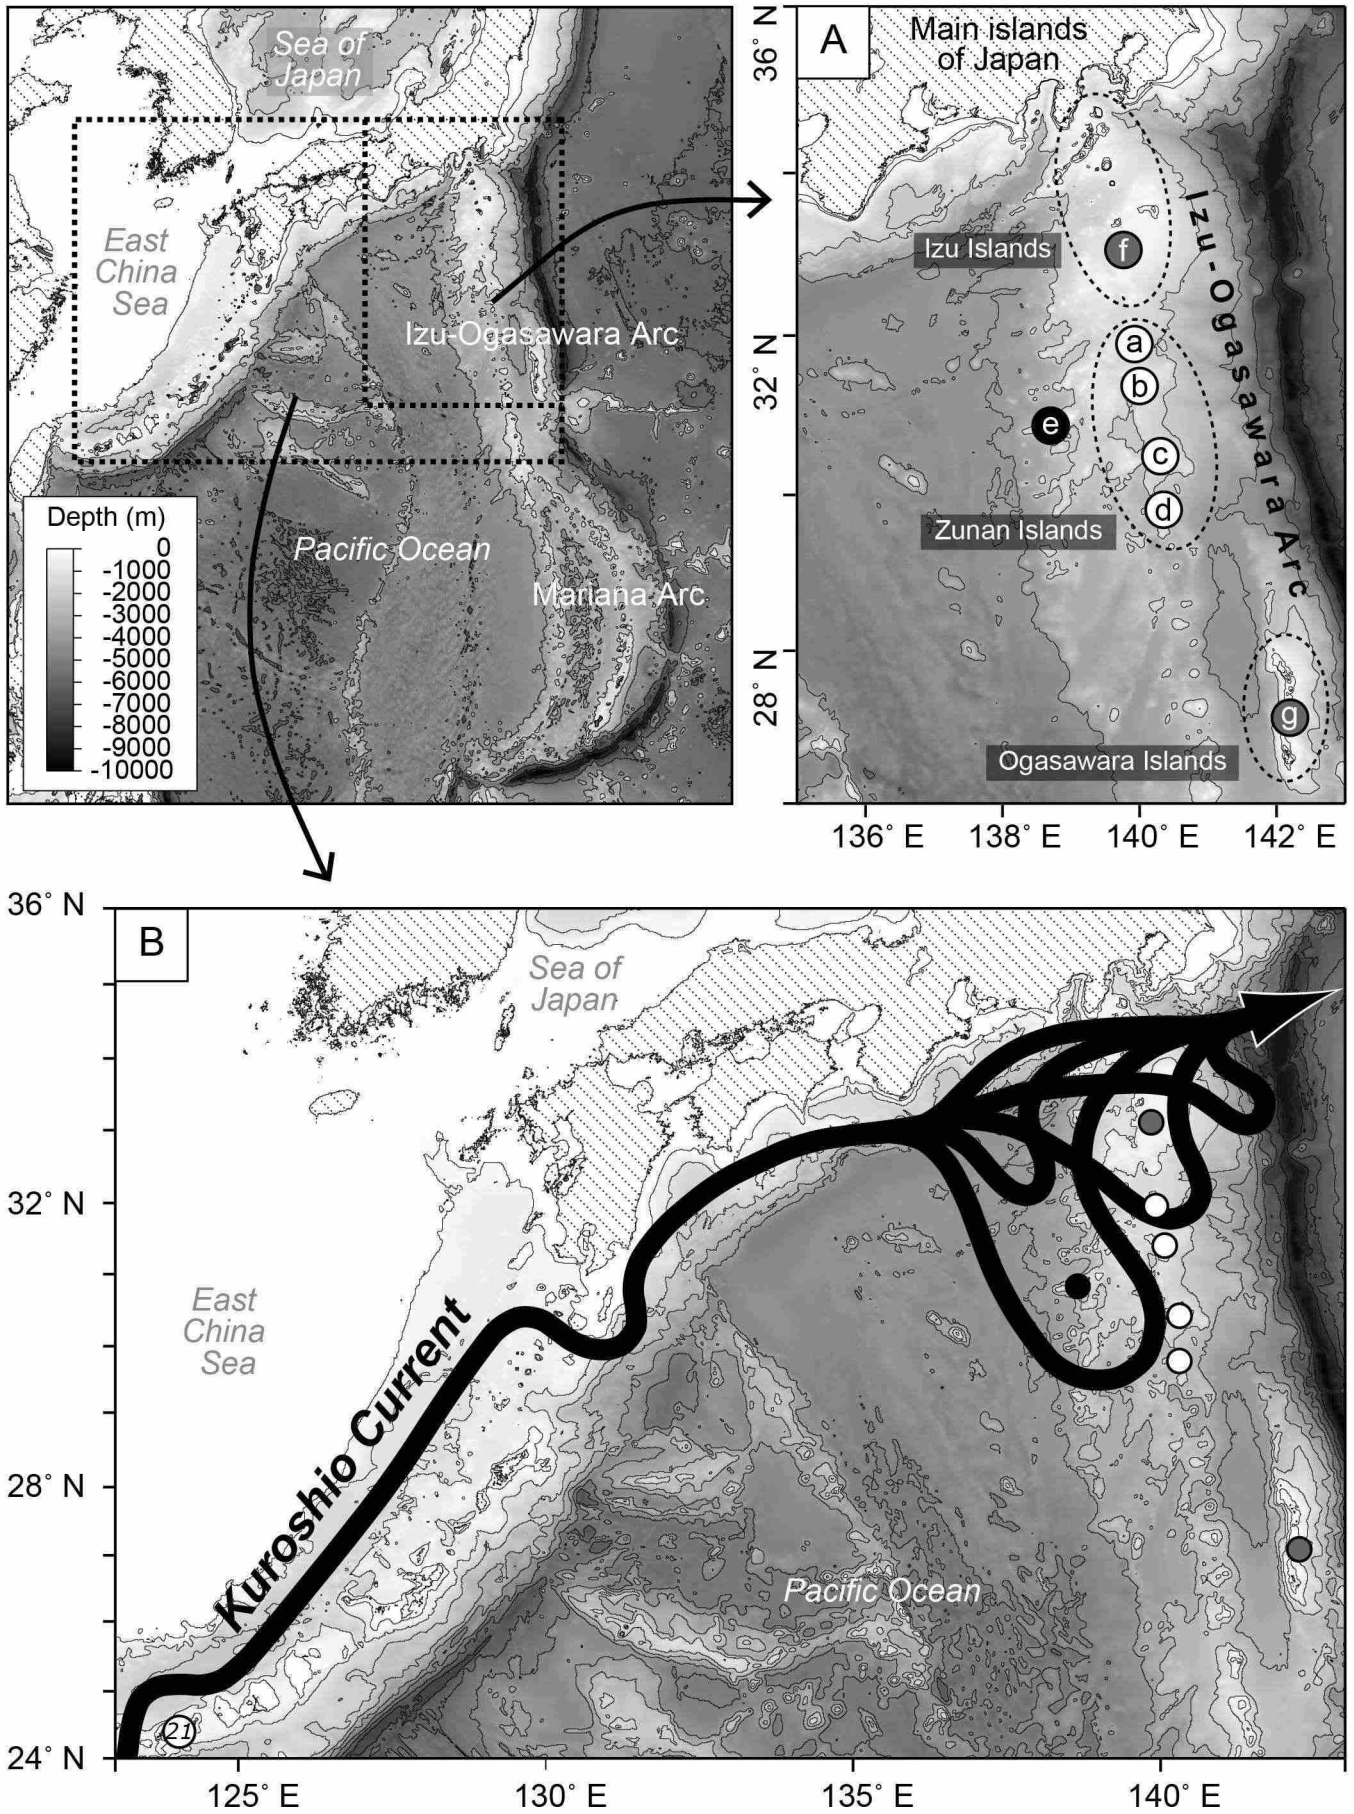 Sea of
Japan
East
China
Sea
Izu-Ogasawara Arc
Pacific Ocean
Mariana Arc
Depth (m)
0
-1000
-2000
-3000
-4000
-5000
-6000
-7000
-8000
-9000
-10000
A
Main islands
of Japan
Izu Islands
f
a
b
e
c
d
Zunan Islands
Izu-Ogasawara Arc
g
Ogasawara Islands
36° N
32° N
28° N
136° E
138° E
140° E
142° E
B
Sea of
Japan
East
China
Sea
Kuroshio Current
Pacific Ocean
21
36° N
32° N
28° N
24° N
125° E
130° E
135° E
140° E